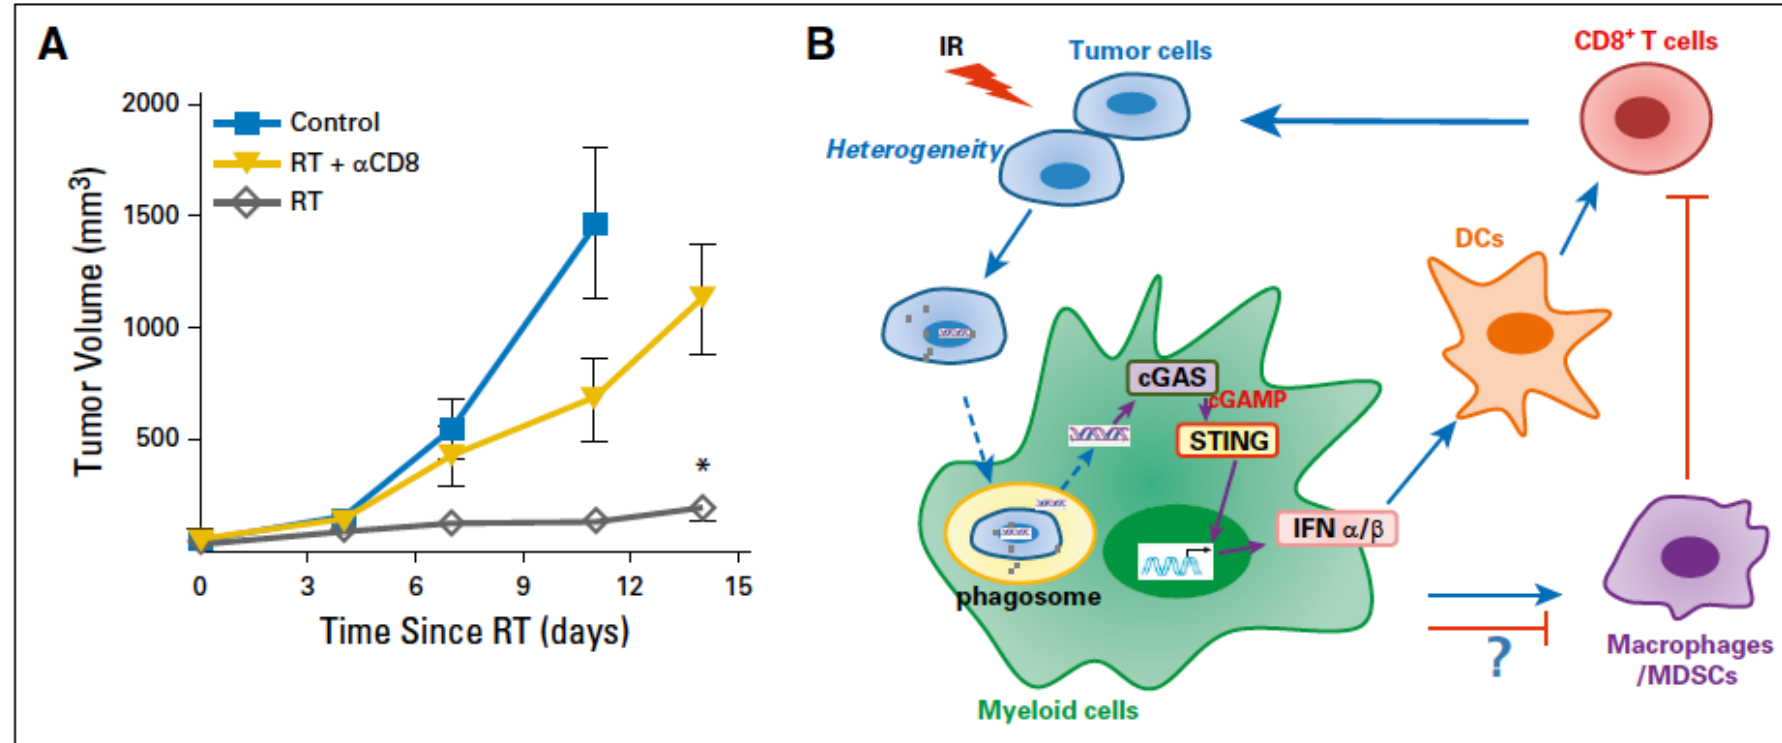 A
2000
1500
1000
500
Tumor Volume (mm³)
Control
RT + αCD8
RT
*
0 3 6 9 12 15
Time Since RT (days)
B
IR
Tumor cells
CD8⁺ T cells
Heterogeneity
DCs
cGAS
cGAMP
STING
IFN α/β
phagosome
?
Macrophages
/MDSCs
Myeloid cells